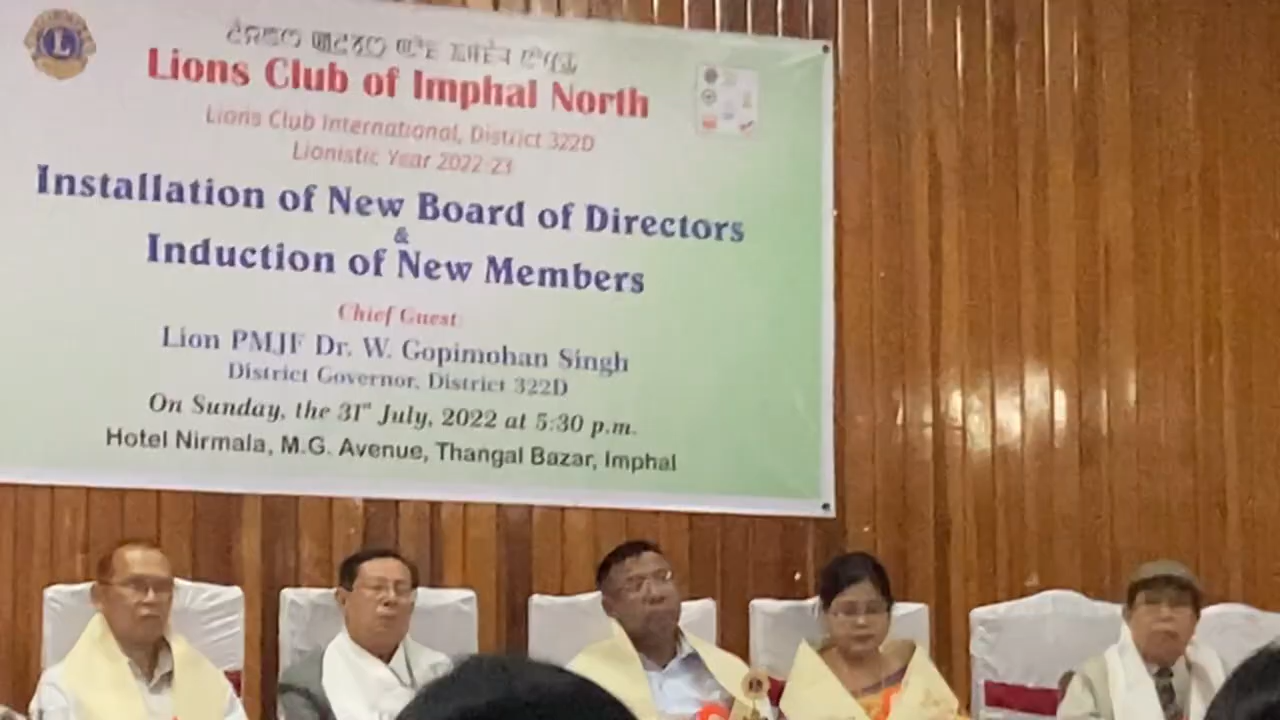 Lions Club of Imphal North
Lions Club International, District 322D
Lionistic Year 2022-23
Installation of New Board of Directors
&
Induction of New Members
Chief Guest
Lion PMJF Dr. W. Gopimohan Singh
District Governor, District 322D
On Sunday, the 31st July, 2022 at 5:30 p.m.
Hotel Nirmala, M.G. Avenue, Thangal Bazar, Imphal
L